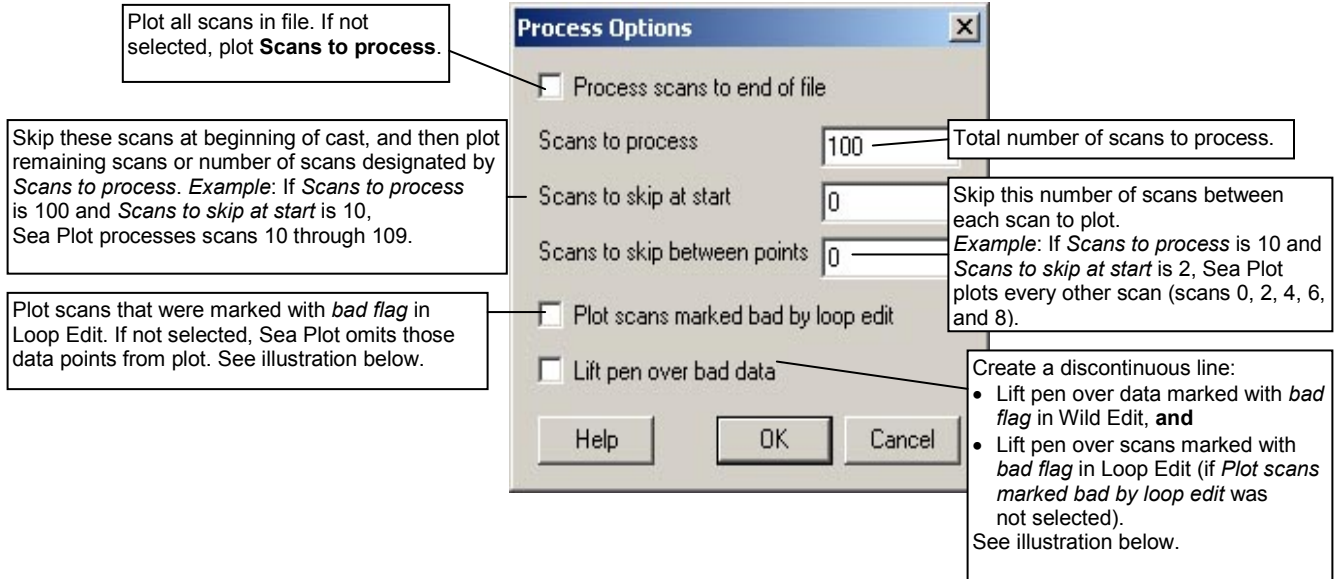 Plot all scans in file. If not
selected, plot Scans to process.
Skip these scans at beginning of cast, and then plot
remaining scans or number of scans designated by
Scans to process. Example: If Scans to process
is 100 and Scans to skip at start is 10,
Sea Plot processes scans 10 through 109.
Plot scans that were marked with bad flag in
Loop Edit. If not selected, Sea Plot omits those
data points from plot. See illustration below.
Process Options
Process scans to end of file
Scans to process 100
Scans to skip at start 0
Scans to skip between points 0
Plot scans marked bad by loop edit
Lift pen over bad data
Help OK Cancel
Total number of scans to process.
Skip this number of scans between
each scan to plot.
Example: If Scans to process is 10 and
Scans to skip at start is 2, Sea Plot
plots every other scan (scans 0, 2, 4, 6,
and 8).
Create a discontinuous line:
• Lift pen over data marked with bad
flag in Wild Edit, and
• Lift pen over scans marked with
bad flag in Loop Edit (if Plot scans
marked bad by loop edit was
not selected).
See illustration below.